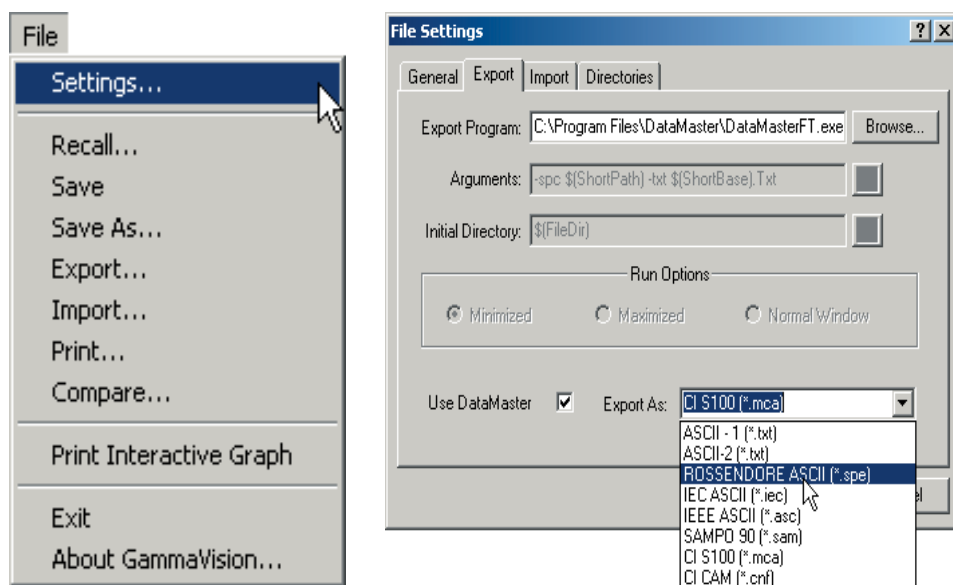 File
Settings...
Recall...
Save
Save As...
Export...
Import...
Print...
Compare...
Print Interactive Graph
Exit
About GammaVision...
File Settings
General Export Import Directories
Export Program: C:\Program Files\DataMaster\DataMasterFT.exe Browse...
Arguments: -spc $(ShortPath) -txt $(ShortBase).Txt
Initial Directory: $(FileDir)
Run Options
Minimized Maximized Normal Window
Use DataMaster Export As: CI S100 (*.mca)
ASCII - 1 (*.txt)
ASCII-2 (*.txt)
ROSSENDORE ASCII (*.spe)
IEC ASCII (*.iec)
IEEE ASCII (*.asc)
SAMPO 90 (*.sam)
CI S100 (*.mca)
CI CAM (*.cnf)